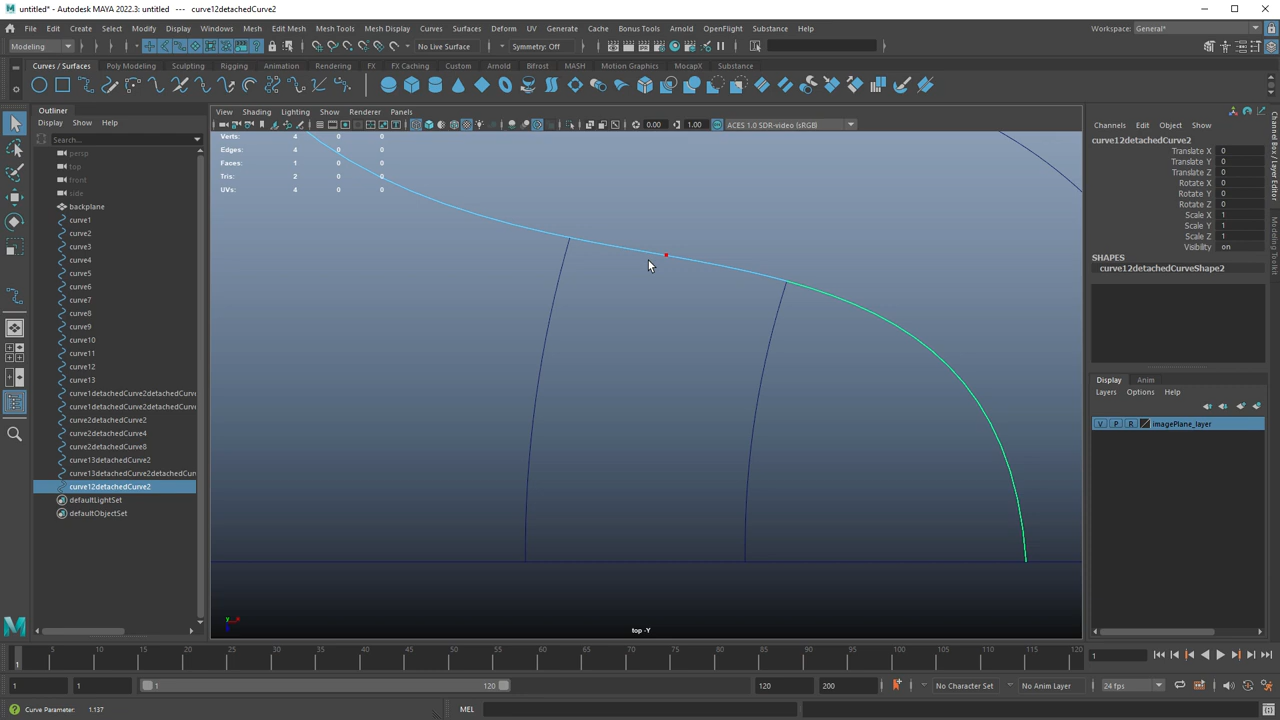 untitled* - Autodesk MAYA 2022.3: untitled --- curve12detachedCurve2
File Edit Create Select Modify Display Windows Mesh Edit Mesh Mesh Tools Mesh Display Curves Surfaces Deform UV Generate Cache Bonus Tools Arnold OpenFlight Substance Help
Workspace: General*
Modeling
No Live Surface
Symmetry: Off
Curves / Surfaces Poly Modeling Sculpting Rigging Animation Rendering FX FX Caching Custom Arnold Bifrost MASH Motion Graphics MocapX Substance
Outliner
Display Show Help
Search...
persp
top
front
side
backplane
curve1
curve2
curve3
curve4
curve5
curve6
curve7
curve8
curve9
curve10
curve11
curve12
curve13
curve1detachedCurve2detachedCurv
curve1detachedCurve2detachedCurv
curve2detachedCurve2
curve2detachedCurve4
curve2detachedCurve8
curve13detachedCurve2
curve13detachedCurve2detachedCur
curve12detachedCurve2
defaultLightSet
defaultObjectSet
View Shading Lighting Show Renderer Panels
0.00
1.00
ACES 1.0 SDR-video (sRGB)
Verts: 4 0 0
Edges: 4 0 0
Faces: 1 0 0
Tris: 2 0 0
UVs: 4 0 0
y
x
top -Y
Channels Edit Object Show
curve12detachedCurve2
Translate X 0
Translate Y 0
Translate Z 0
Rotate X 0
Rotate Y 0
Rotate Z 0
Scale X 1
Scale Y 1
Scale Z 1
Visibility on
SHAPES
curve12detachedCurveShape2
Display Anim
Layers Options Help
V P R imagePlane_layer
Channel Box / Layer Editor
Modeling Toolkit
5 10 15 20 25 30 35 40 45 50 55 60 65 70 75 80 85 90 95 100 105 110 115 120
1
1
1
1
1
120
120
200
No Character Set
No Anim Layer
24 fps
Curve Parameter: 1.137
MEL